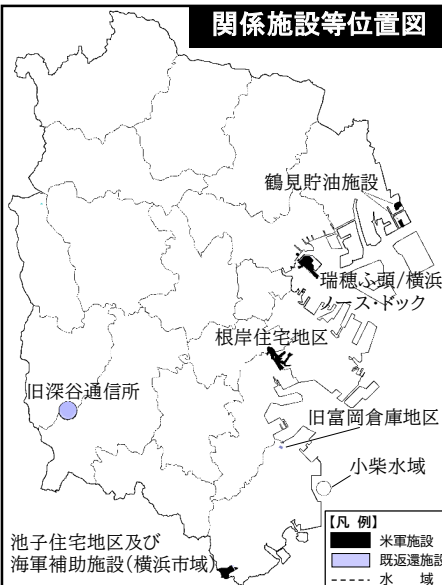 関係施設等位置図
鶴見貯油施設
瑞穂ふ頭/横浜
ノース・ドック
根岸住宅地区
旧深谷通信所
旧富岡倉庫地区
小柴水域
池子住宅地区及び
海軍補助施設(横浜市域)
【凡 例】
米軍施設
既返還施設
水 域